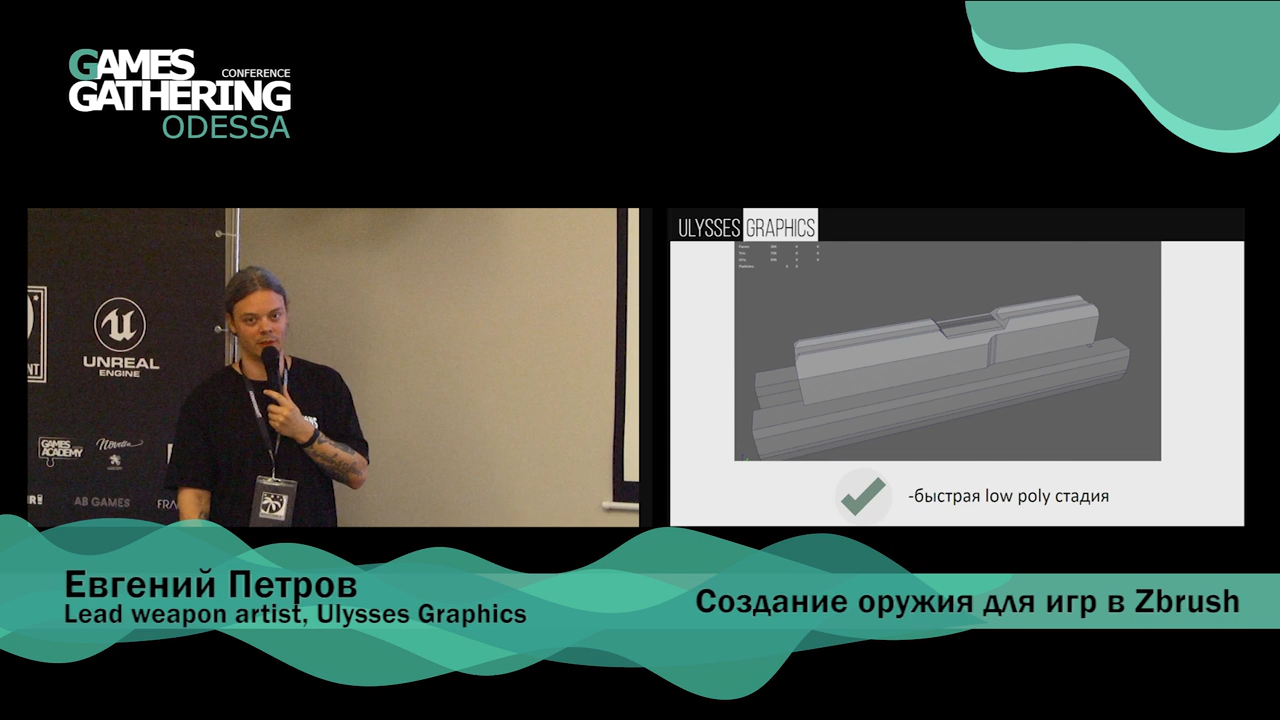 GAMES
CONFERENCE
GATHERING
ODESSA
ULYSSES GRAPHICS
UNREAL
ENGINE
GAMES
ACADEMY
Novella
AB GAMES
-быстрая low poly стадия
Евгений Петров
Lead weapon artist, Ulysses Graphics
Создание оружия для игр в Zbrush